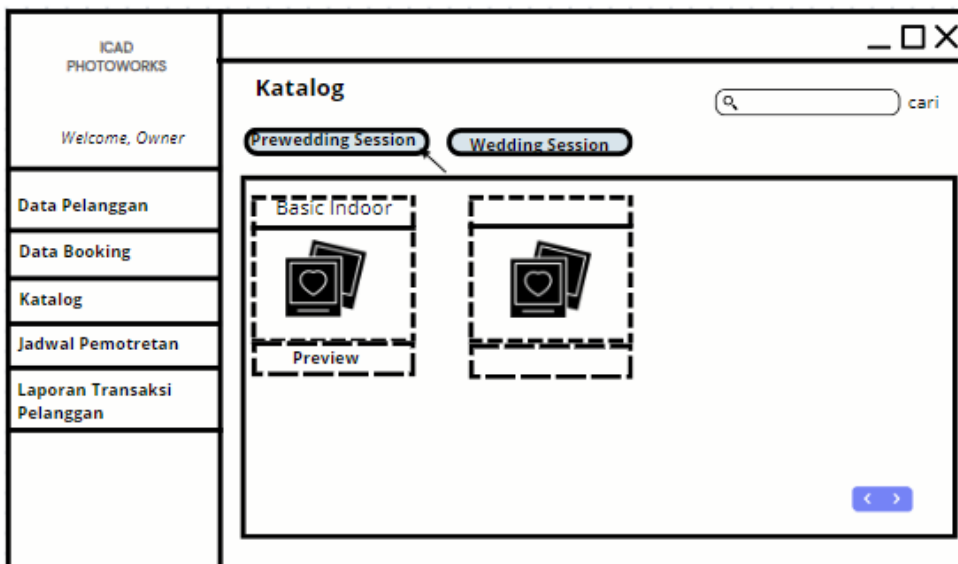 ICAD
PHOTOWORKS
Welcome, Owner
Data Pelanggan
Data Booking
Katalog
Jadwal Pemotretan
Laporan Transaksi
Pelanggan
Katalog
cari
Prewedding Session
Wedding Session
Basic Indoor
Preview